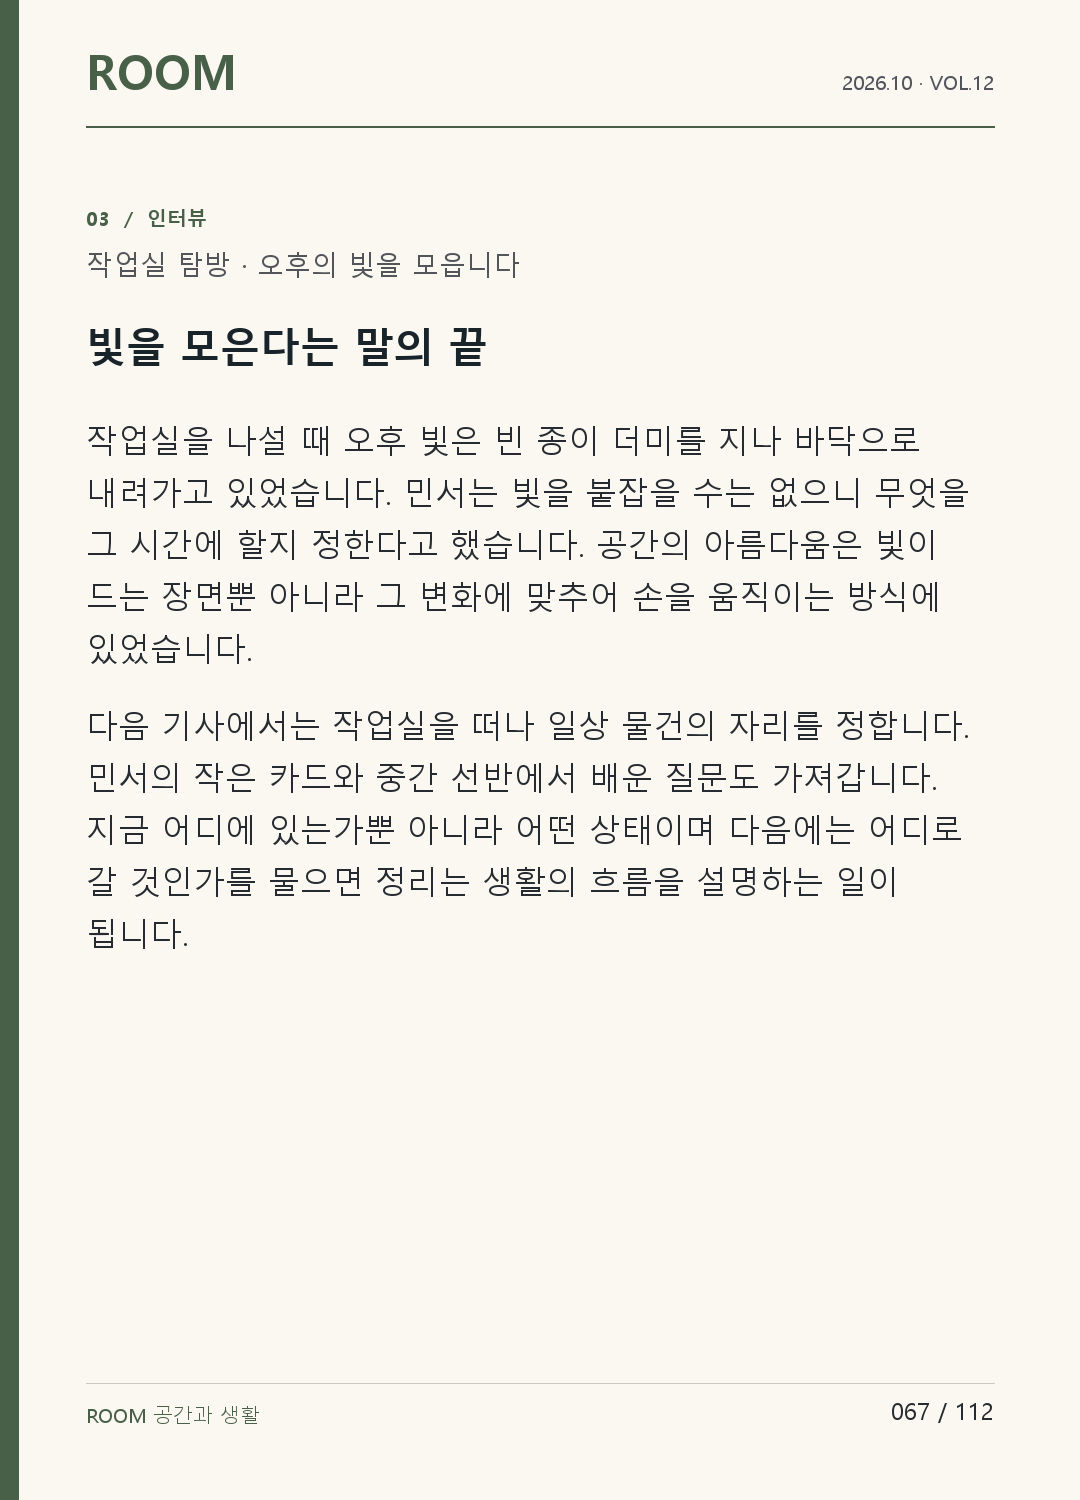 ROOM
2026.10 · VOL.12
03 / 인터뷰
작업실 탐방 · 오후의 빛을 모읍니다
빛을 모은다는 말의 끝
작업실을 나설 때 오후 빛은 빈 종이 더미를 지나 바닥으로
내려가고 있었습니다. 민서는 빛을 붙잡을 수는 없으니 무엇을
그 시간에 할지 정한다고 했습니다. 공간의 아름다움은 빛이
드는 장면뿐 아니라 그 변화에 맞추어 손을 움직이는 방식에
있었습니다.
다음 기사에서는 작업실을 떠나 일상 물건의 자리를 정합니다.
민서의 작은 카드와 중간 선반에서 배운 질문도 가져갑니다.
지금 어디에 있는가뿐 아니라 어떤 상태이며 다음에는 어디로
갈 것인가를 물으면 정리는 생활의 흐름을 설명하는 일이
됩니다.
ROOM 공간과 생활
067 / 112